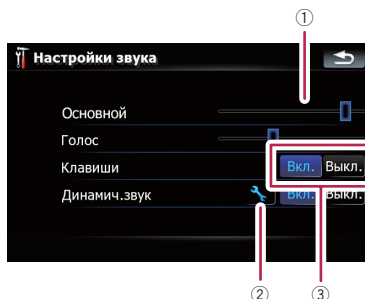 ①
Настройки звука
Основной
Голос
Клавиши Вкл. Выкл.
Динамич.звук Вкл. Выкл.
② ③